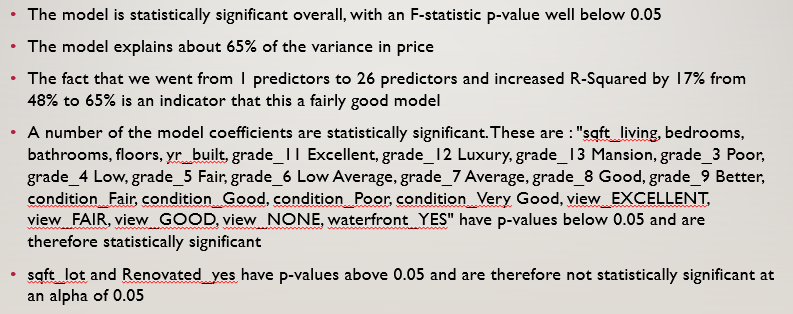 • The model is statistically significant overall, with an F-statistic p-value well below 0.05
• The model explains about 65% of the variance in price
• The fact that we went from 1 predictors to 26 predictors and increased R-Squared by 17% from
48% to 65% is an indicator that this a fairly good model
• A number of the model coefficients are statistically significant. These are : "sqft_living, bedrooms,
bathrooms, floors, yr_built, grade_11 Excellent, grade_12 Luxury, grade_13 Mansion, grade_3 Poor,
grade_4 Low, grade_5 Fair, grade_6 Low Average, grade_7 Average, grade_8 Good, grade_9 Better,
condition_Fair, condition_Good, condition_Poor, condition_Very Good, view_EXCELLENT,
view_FAIR, view_GOOD, view_NONE, waterfront_YES" have p-values below 0.05 and are
therefore statistically significant
• sqft_lot and Renovated_yes have p-values above 0.05 and are therefore not statistically significant at
an alpha of 0.05